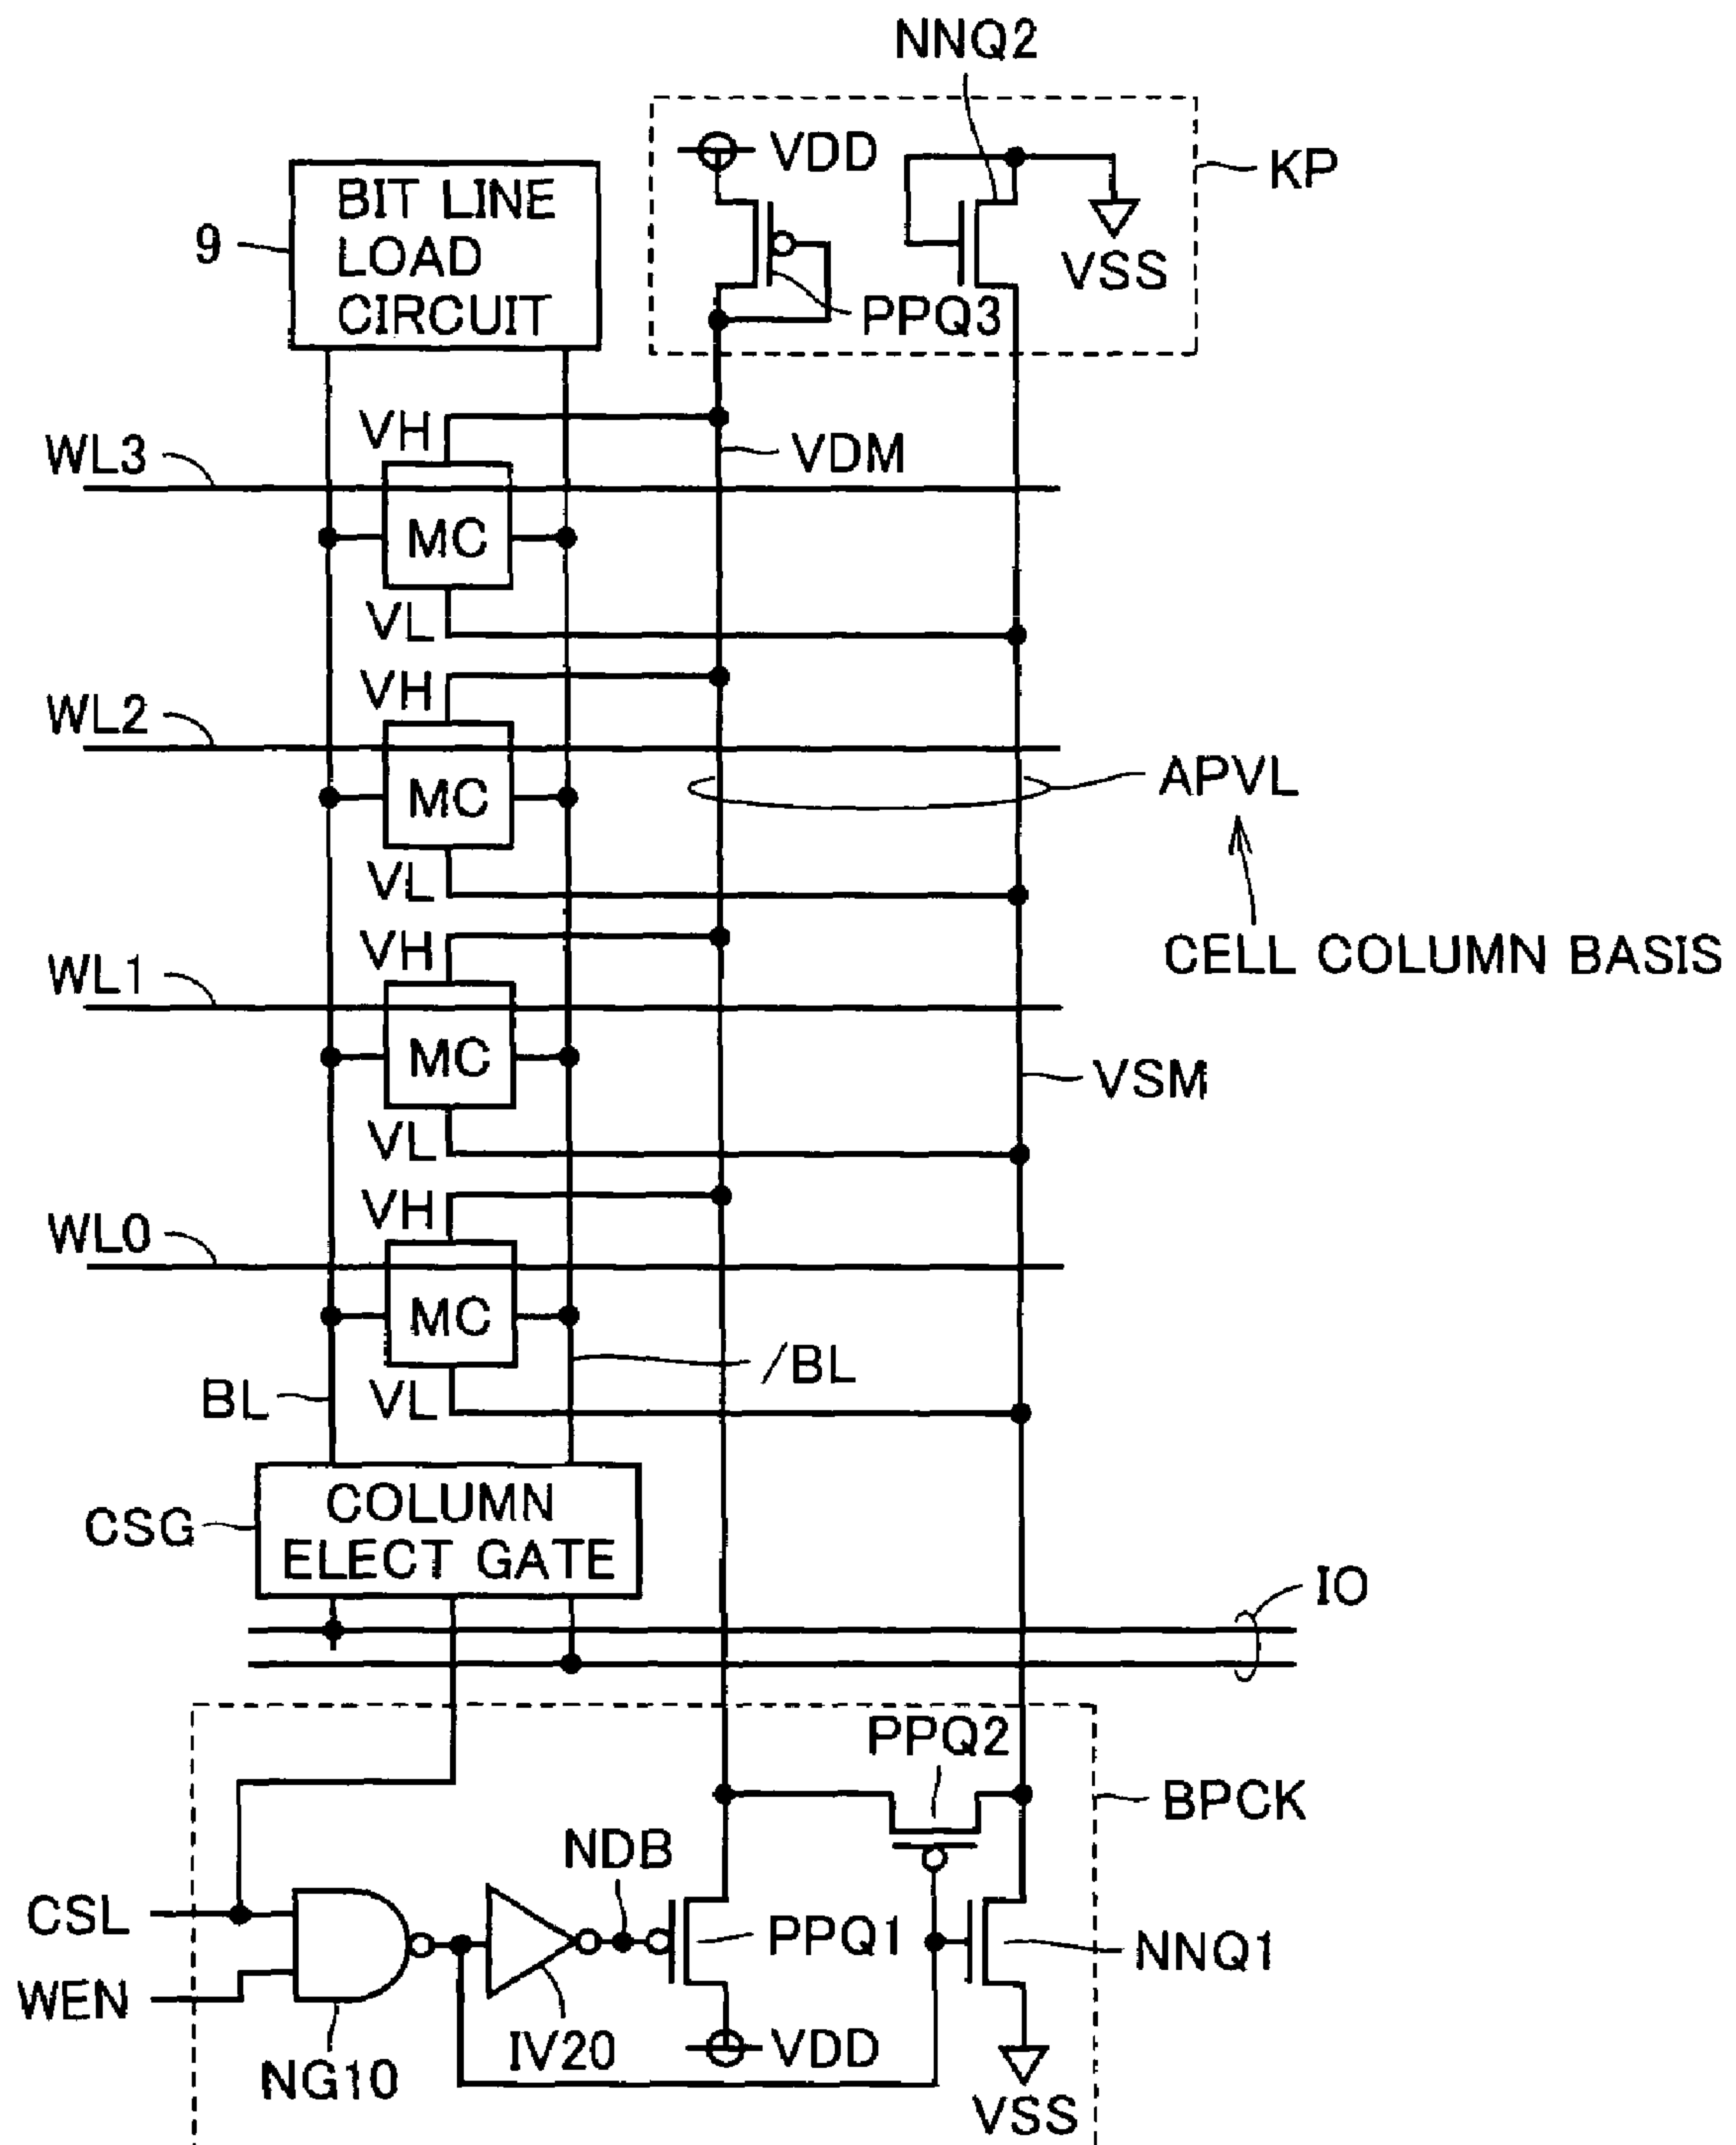 NNQ2
VDD
KP
BIT LINE
LOAD
CIRCUIT
9
VSS
PPQ3
VH
WL3
VDM
MC
VL
VH
WL2
APVL
MC
VL
VH
CELL COLUMN BASIS
WL1
MC
VSM
VL
VH
WL0
MC
/BL
BL
VL
COLUMN
ELECT GATE
CSG
IO
PPQ2
BPCK
NDB
CSL
PPQ1
NNQ1
WEN
IV20
VDD
NG10
VSS